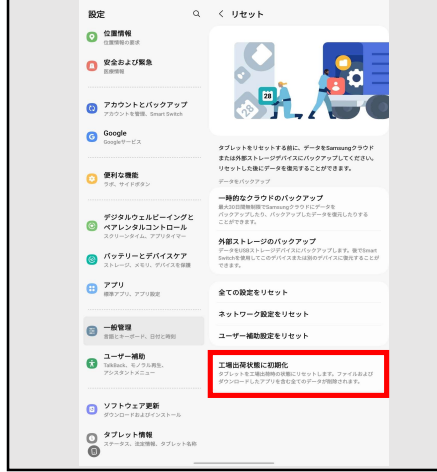 設定
位置情報
位置情報の要求
安全および緊急
医療情報
アカウントとバックアップ
アカウントを管理、Smart Switch
Google
Googleサービス
便利な機能
ラボ、サイドボタン
デジタルウェルビーイングと
ペアレンタルコントロール
スクリーンタイム、アプリタイマー
バッテリーとデバイスケア
ストレージ、メモリ、デバイスを保護
アプリ
標準アプリ、アプリ設定
一般管理
言語とキーボード、日付と時刻
ユーザー補助
TalkBack、モノラル再生、
アシスタントメニュー
ソフトウェア更新
ダウンロードおよびインストール
タブレット情報
ステータス、法定情報、タブレット名称
リセット
28
28
タブレットをリセットする前に、データをSamsungクラウド
または外部ストレージデバイスにバックアップしてください。
リセットした後にデータを復元することができます。
データをバックアップ
一時的なクラウドのバックアップ
最大30日間無制限でSamsungクラウドにデータを
バックアップしたり、バックアップしたデータを復元したりする
ことができます。
外部ストレージのバックアップ
データをUSBストレージデバイスにバックアップします。後でSmart
Switchを使用してこのデバイスまたは別のデバイスに復元することが
できます。
全ての設定をリセット
ネットワーク設定をリセット
ユーザー補助設定をリセット
工場出荷状態に初期化
タブレットを工場出荷時の状態にリセットします。ファイルおよび
ダウンロードしたアプリを含む全てのデータが削除されます。